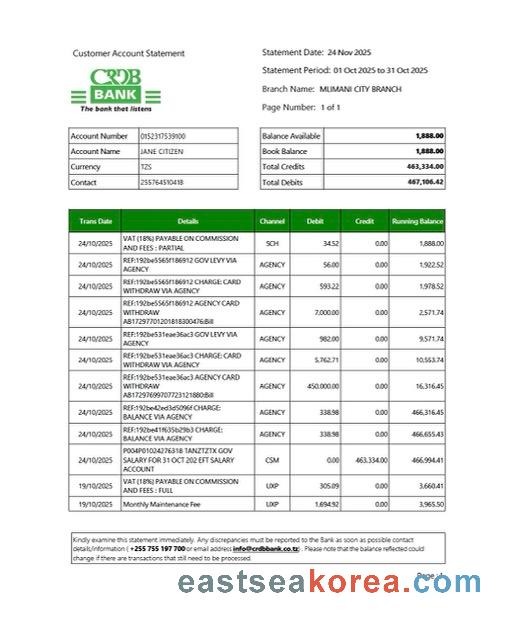 Customer Account Statement
CRDB
BANK
The bank that listens
Statement Date: 24 Nov 2025
Statement Period: 01 Oct 2025 to 31 Oct 2025
Branch Name: MLIMANI CITY BRANCH
Page Number: 1 of 1
Account Number 0152317539100
Account Name JANE CITIZEN
Currency TZS
Contact 255764510418
Balance Available 1,888.00
Book Balance 1,888.00
Total Credits 463,334.00
Total Debits 467,106.42
Trans Date Details Channel Debit Credit Running Balance
24/10/2025 VAT (18%) PAYABLE ON COMMISSION SCH 34.52 0.00 1,888.00
AND FEES : PARTIAL
24/10/2025 REF:192be5565f186912 GOV LEVY VIA AGENCY 56.00 0.00 1,922.52
AGENCY
24/10/2025 REF:192be5565f186912 CHARGE: CARD AGENCY 593.22 0.00 1,978.52
WITHDRAW VIA AGENCY
24/10/2025 REF:192be5565f186912 AGENCY CARD AGENCY 7,000.00 0.00 2,571.74
WITHDRAW
AB17297701201818300476:Bill
24/10/2025 REF:192be531eae36ac3 GOV LEVY VIA AGENCY 982.00 0.00 9,571.74
AGENCY
24/10/2025 REF:192be531eae36ac3 CHARGE: CARD AGENCY 5,762.71 0.00 10,553.74
WITHDRAW VIA AGENCY
24/10/2025 REF:192be531eae36ac3 AGENCY CARD AGENCY 450,000.00 0.00 16,316.45
WITHDRAW
AB17297699707723121880:Bill
24/10/2025 REF:192be42ed3d5096f CHARGE: AGENCY 338.98 0.00 466,316.45
BALANCE VIA AGENCY
24/10/2025 REF:192be41f635b29b3 CHARGE: AGENCY 338.98 0.00 466,655.43
BALANCE VIA AGENCY
24/10/2025 P004P01024276318 TANZTZTX GOV CSM 0.00 463,334.00 466,994.41
SALARY FOR 31 OCT 202 EFT SALARY
ACCOUNT
19/10/2025 VAT (18%) PAYABLE ON COMMISSION UXP 305.09 0.00 3,660.41
AND FEES : FULL
19/10/2025 Monthly Maintenance Fee UXP 1,694.92 0.00 3,965.50
Kindly examine this statement immediately. Any discrepancies must be reported to the Bank as soon as possible contact
details/information ( +255 755 197 700 or email address info@crdbbank.co.tz) . Please note that the balance reflected could
change if there are transactions that still need to be processed.
eastseakorea.com